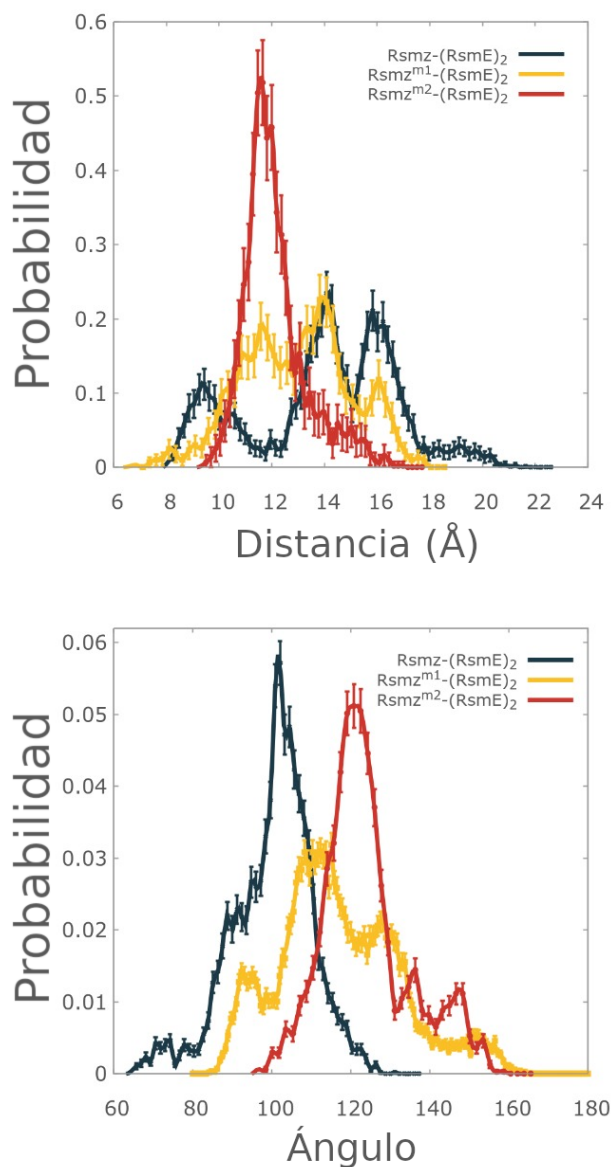 0.6
0.5
0.4
0.3
0.2
0.1
0
Probabilidad
Rsmz-(RsmE)₂
Rsmzᵐ¹-(RsmE)₂
Rsmzᵐ²-(RsmE)₂
6 8 10 12 14 16 18 20 22 24
Distancia (Å)
0.06
0.05
0.04
0.03
0.02
0.01
0
Probabilidad
Rsmz-(RsmE)₂
Rsmzᵐ¹-(RsmE)₂
Rsmzᵐ²-(RsmE)₂
60 80 100 120 140 160 180
Ángulo